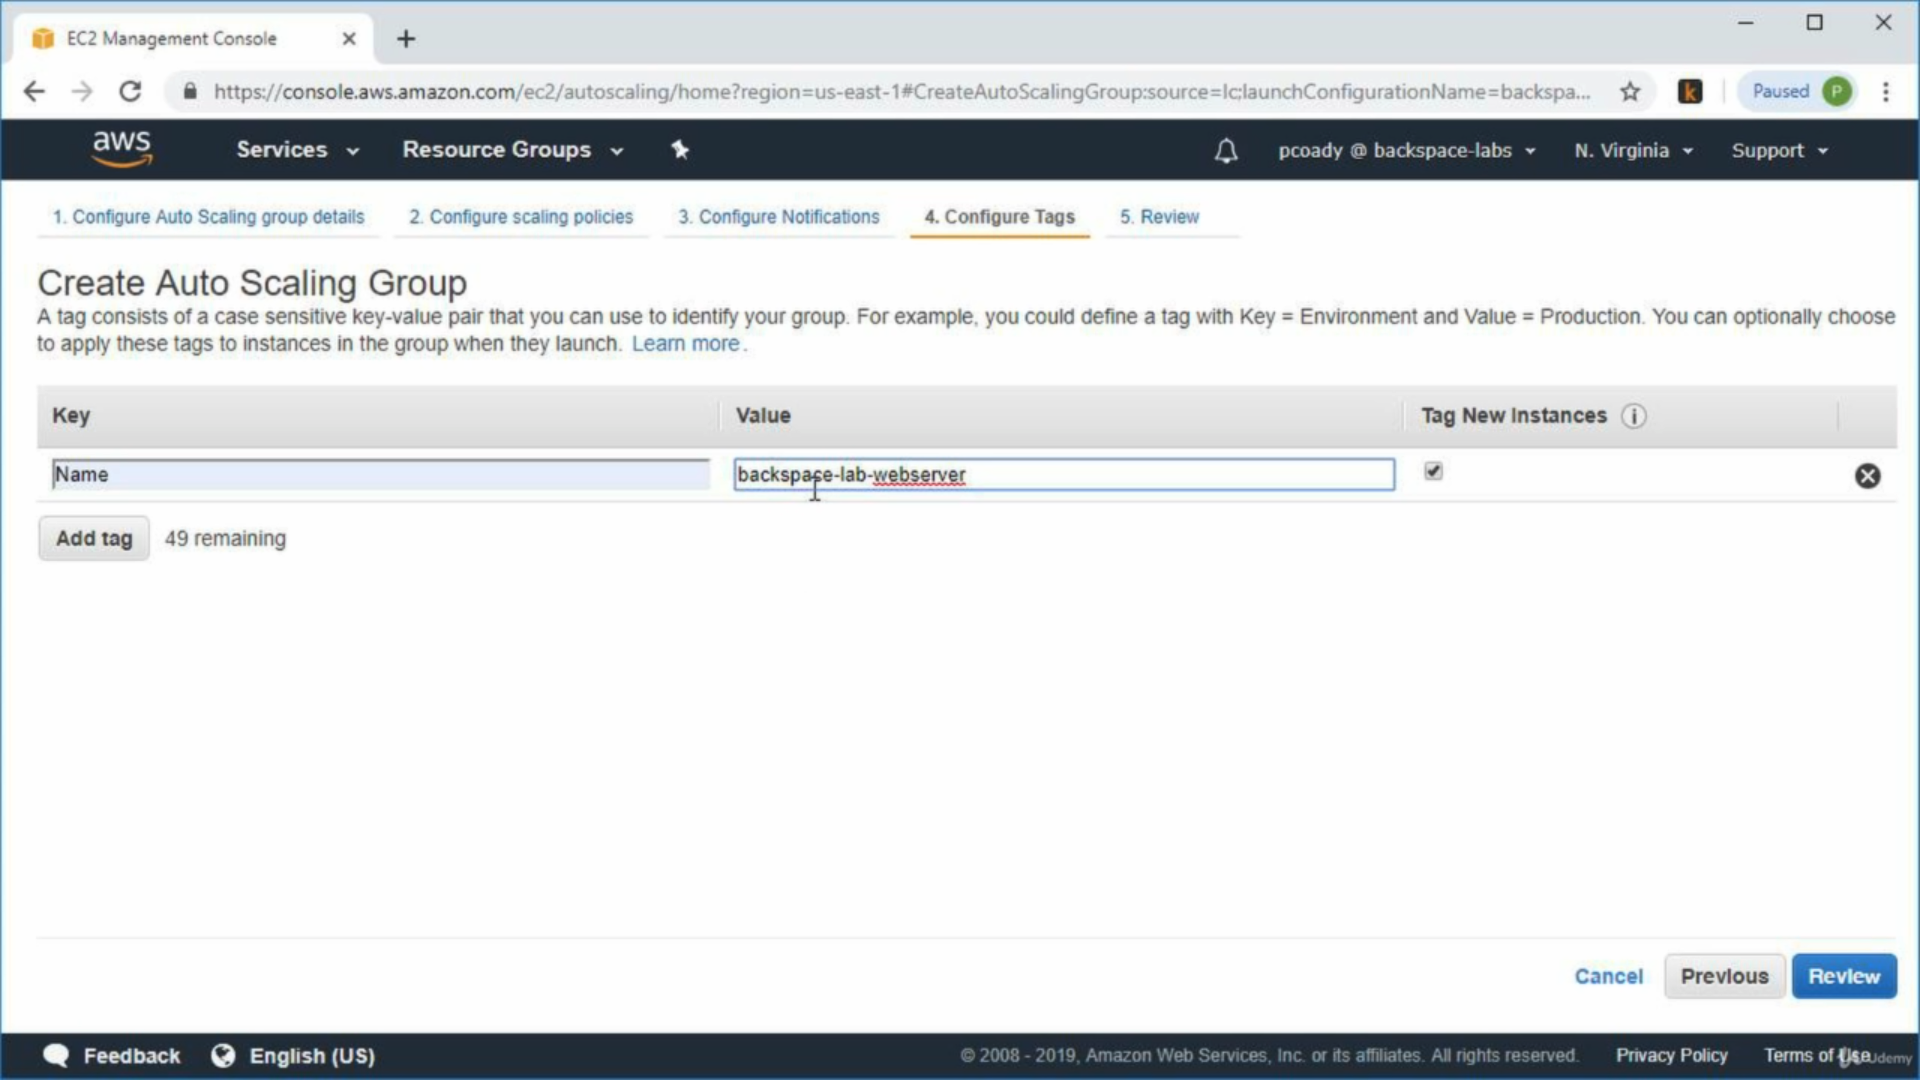 EC2 Management Console
https://console.aws.amazon.com/ec2/autoscaling/home?region=us-east-1#CreateAutoScalingGroup:source=lc;launchConfigurationName=backspa...
k
Paused P
aws Services Resource Groups pcoady @ backspace-labs N. Virginia Support
1. Configure Auto Scaling group details 2. Configure scaling policies 3. Configure Notifications 4. Configure Tags 5. Review
Create Auto Scaling Group
A tag consists of a case sensitive key-value pair that you can use to identify your group. For example, you could define a tag with Key = Environment and Value = Production. You can optionally choose
to apply these tags to instances in the group when they launch. Learn more.
Key Value Tag New Instances i
Name backspace-lab-webserver
Add tag 49 remaining
Cancel Previous Review
Feedback English (US) © 2008 - 2019, Amazon Web Services, Inc. or its affiliates. All rights reserved. Privacy Policy Terms of Use
Udemy